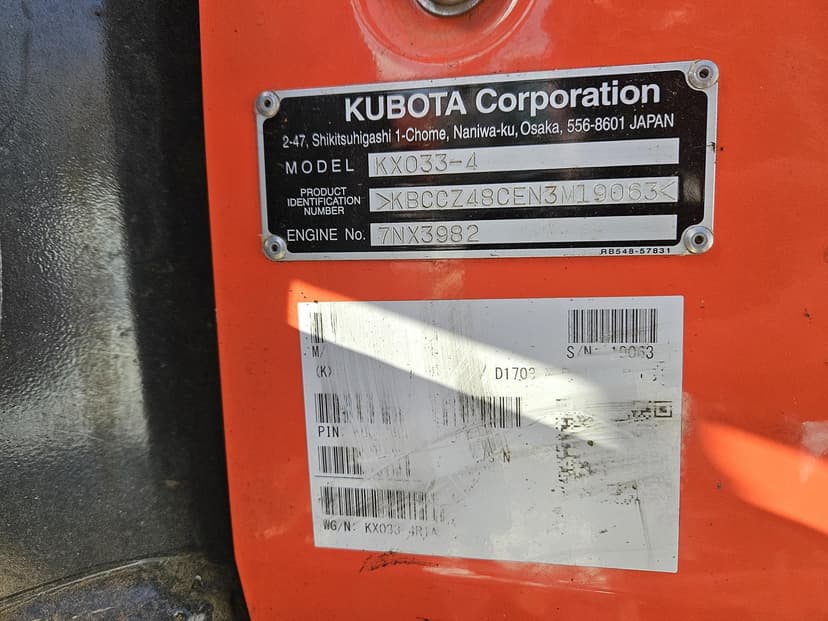 KUBOTA Corporation
2-47, Shikitsuhigashi 1-Chome, Naniwa-ku, Osaka, 556-8601 JAPAN
MODEL KX033-4
PRODUCT IDENTIFICATION NUMBER >KBCCZ48CEN3M19063<
ENGINE No. 7NX3982
RB548-57831
M/
S/N: 19063
(K)
PIN
WG/N: KX033-4R1A